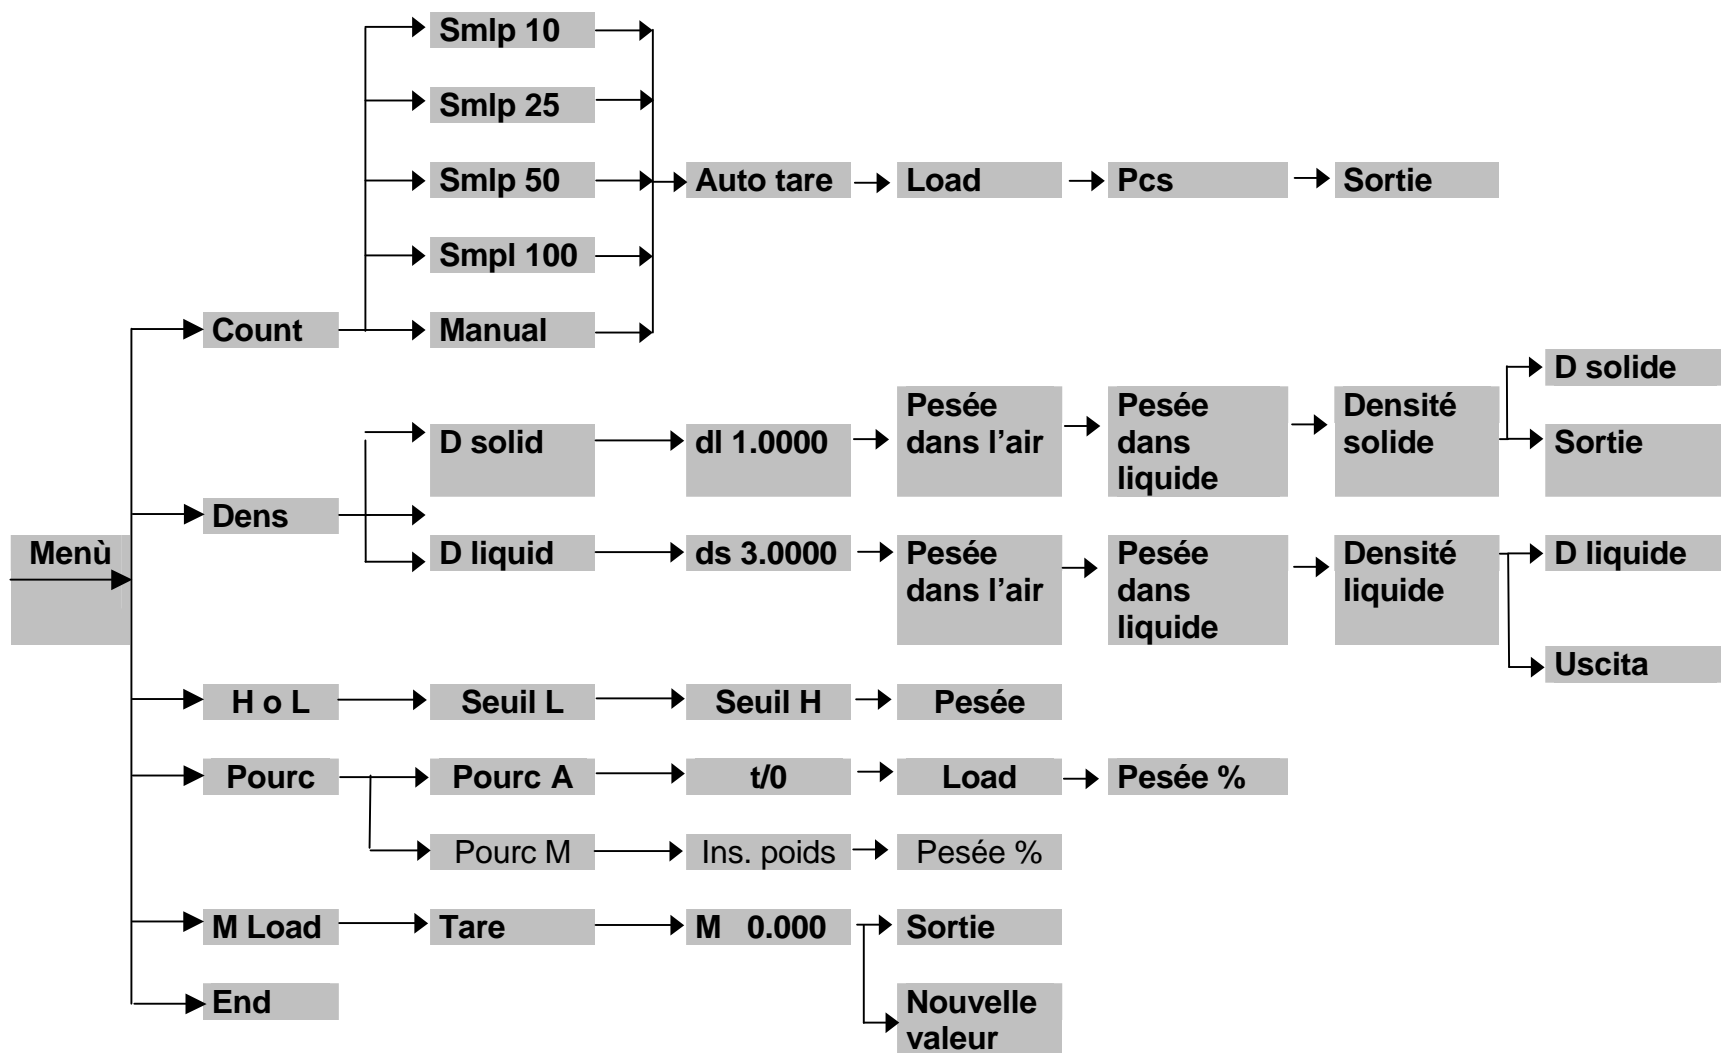 Smlp 10
Smlp 25
Smlp 50
Auto tare
Load
Pcs
Sortie
Smpl 100
Count
Manual
D solide
D solid
dl 1.0000
Pesée
dans l'air
Pesée
dans
liquide
Densité
solide
Sortie
Dens
Menù
D liquid
ds 3.0000
Pesée
dans l'air
Pesée
dans
liquide
Densité
liquide
D liquide
Uscita
H o L
Seuil L
Seuil H
Pesée
Pourc
Pourc A
t/0
Load
Pesée %
Pourc M
Ins. poids
Pesée %
M Load
Tare
M 0.000
Sortie
End
Nouvelle
valeur